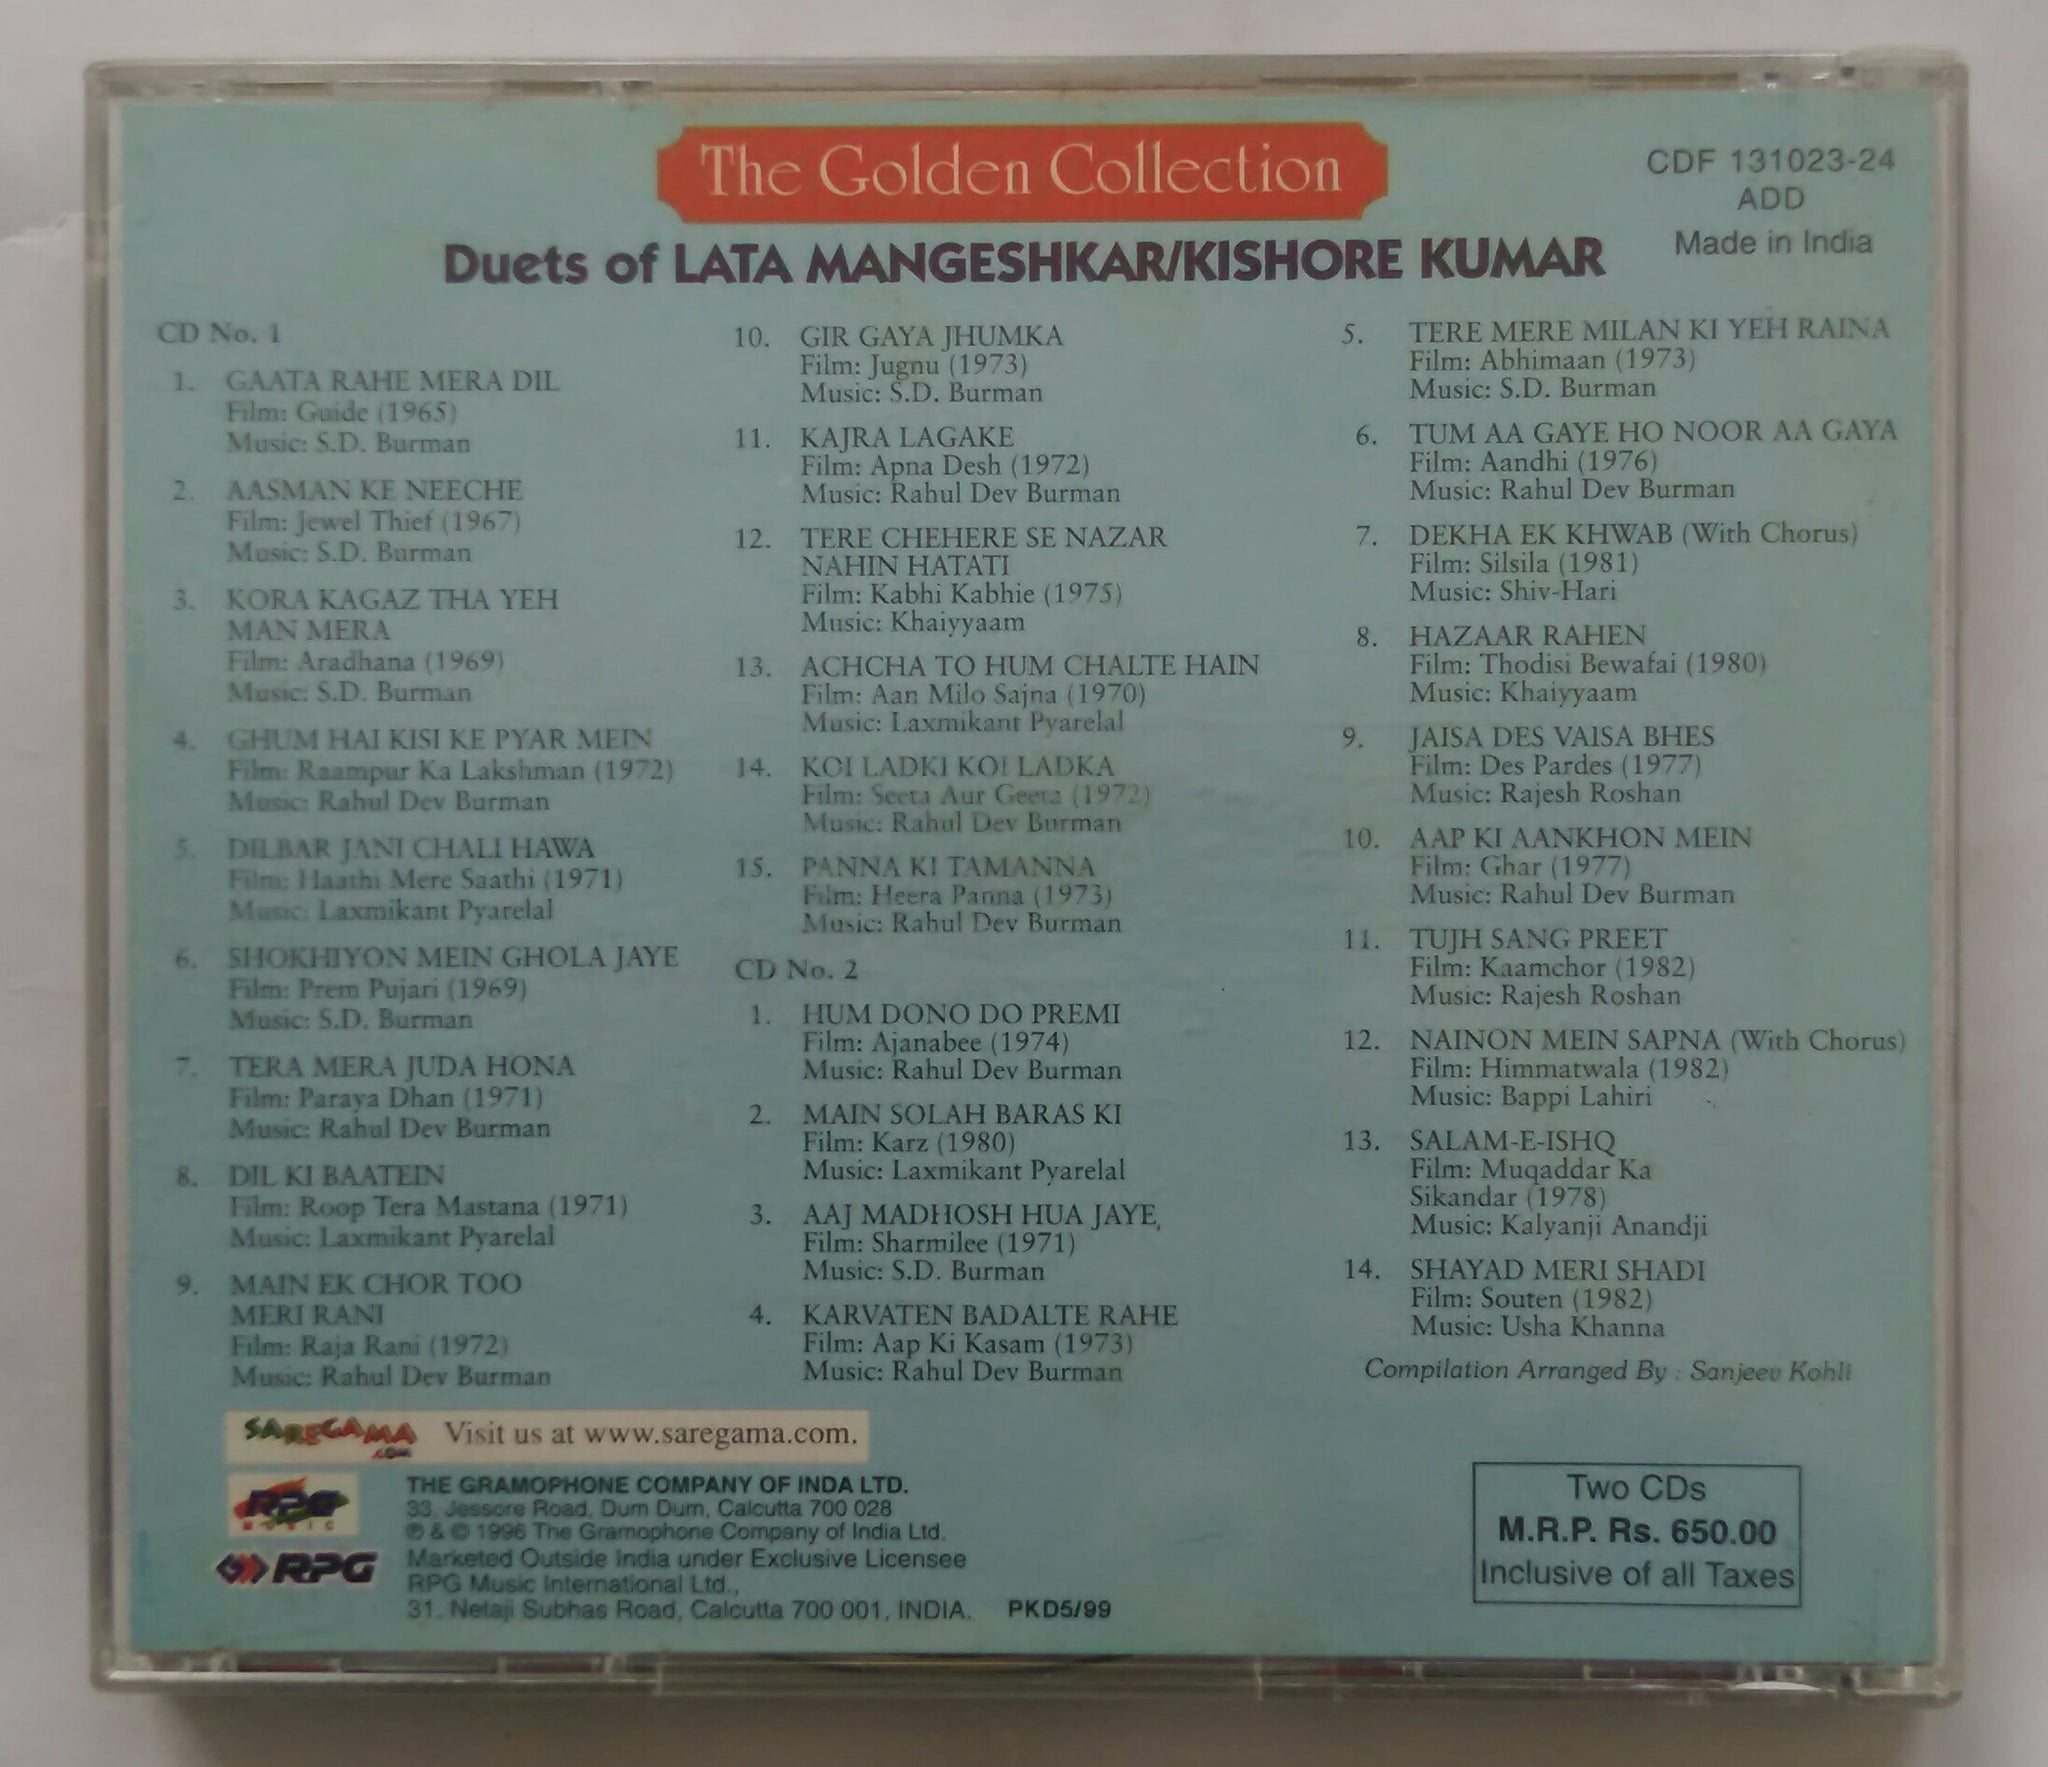 The Golden Collection
CDF 131023-24
ADD
Made in India
Duets of LATA MANGESHKAR/KISHORE KUMAR
CD No. 1
1. GAATA RAHE MERA DIL
Film: Guide (1965)
Music: S.D. Burman
2. AASMAN KE NEECHE
Film: Jewel Thief (1967)
Music: S.D. Burman
3. KORA KAGAZ THA YEH
MAN MERA
Film: Aradhana (1969)
Music: S.D. Burman
4. GHUM HAI KISI KE PYAR MEIN
Film: Raampur Ka Lakshman (1972)
Music: Rahul Dev Burman
5. DILBAR JANI CHALI HAWA
Film: Haathi Mere Saathi (1971)
Music: Laxmikant Pyarelal
6. SHOKHIYON MEIN GHOLA JAYE
Film: Prem Pujari (1969)
Music: S.D. Burman
7. TERA MERA JUDA HONA
Film: Paraya Dhan (1971)
Music: Rahul Dev Burman
8. DIL KI BAATEIN
Film: Roop Tera Mastana (1971)
Music: Laxmikant Pyarelal
9. MAIN EK CHOR TOO
MERI RANI
Film: Raja Rani (1972)
Music: Rahul Dev Burman
10. GIR GAYA JHUMKA
Film: Jugnu (1973)
Music: S.D. Burman
11. KAJRA LAGAKE
Film: Apna Desh (1972)
Music: Rahul Dev Burman
12. TERE CHEHERE SE NAZAR
NAHIN HATATI
Film: Kabhi Kabhie (1975)
Music: Khaiyyaam
13. ACHCHA TO HUM CHALTE HAIN
Film: Aan Milo Sajna (1970)
Music: Laxmikant Pyarelal
14. KOI LADKI KOI LADKA
Film: Seeta Aur Geeta (1972)
Music: Rahul Dev Burman
15. PANNA KI TAMANNA
Film: Heera Panna (1973)
Music: Rahul Dev Burman
CD No. 2
1. HUM DONO DO PREMI
Film: Ajanabee (1974)
Music: Rahul Dev Burman
2. MAIN SOLAH BARAS KI
Film: Karz (1980)
Music: Laxmikant Pyarelal
3. AAJ MADHOSH HUA JAYE
Film: Sharmilee (1971)
Music: S.D. Burman
4. KARVATEN BADALTE RAHE
Film: Aap Ki Kasam (1973)
Music: Rahul Dev Burman
5. TERE MERE MILAN KI YEH RAINA
Film: Abhimaan (1973)
Music: S.D. Burman
6. TUM AA GAYE HO NOOR AA GAYA
Film: Aandhi (1976)
Music: Rahul Dev Burman
7. DEKHA EK KHWAB (With Chorus)
Film: Silsila (1981)
Music: Shiv-Hari
8. HAZAAR RAHEN
Film: Thodisi Bewafai (1980)
Music: Khaiyyaam
9. JAISA DES VAISA BHES
Film: Des Pardes (1977)
Music: Rajesh Roshan
10. AAP KI AANKHON MEIN
Film: Ghar (1977)
Music: Rahul Dev Burman
11. TUJH SANG PREET
Film: Kaamchor (1982)
Music: Rajesh Roshan
12. NAINON MEIN SAPNA (With Chorus)
Film: Himmatwala (1982)
Music: Bappi Lahiri
13. SALAM-E-ISHQ
Film: Muqaddar Ka
Sikandar (1978)
Music: Kalyanji Anandji
14. SHAYAD MERI SHADI
Film: Souten (1982)
Music: Usha Khanna
Compilation Arranged By : Sanjeev Kohli
SAREGAMA.COM Visit us at www.saregama.com.
RPG MUSIC
RPG
THE GRAMOPHONE COMPANY OF INDA LTD.
33, Jessore Road, Dum Dum, Calcutta 700 028
℗ & © 1996 The Gramophone Company of India Ltd.
Marketed Outside India under Exclusive Licensee
RPG Music International Ltd.,
31, Netaji Subhas Road, Calcutta 700 001, INDIA. PKD5/99
Two CDs
M.R.P. Rs. 650.00
Inclusive of all Taxes